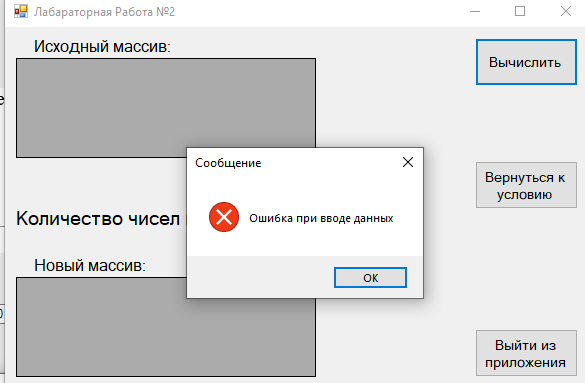 Лабараторная Работа №2
Исходный массив:
Вычислить
Сообщение
Ошибка при вводе данных
OK
Вернуться к
условию
Количество чисел
Новый массив:
Выйти из
приложения